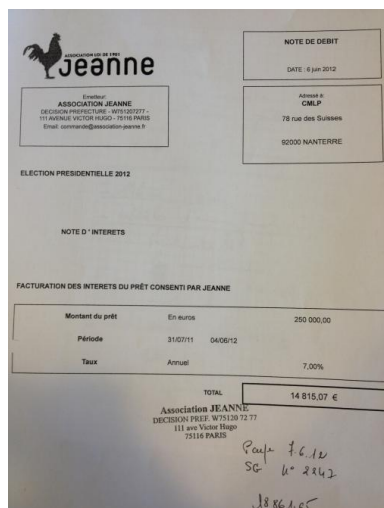 ASSOCIATION LOI DE 1901
Jeanne
NOTE DE DEBIT
DATE : 6 juin 2012
Emetteur:
ASSOCIATION JEANNE
DECISION PREFECTURE - W751207277 -
111 AVENUE VICTOR HUGO - 75116 PARIS
Email: commande@association-jeanne.fr
Adressé à:
CMLP
78 rue des Suisses
92000 NANTERRE
ELECTION PRESIDENTIELLE 2012
NOTE D ' INTERETS
FACTURATION DES INTERETS DU PRÊT CONSENTI PAR JEANNE
Montant du prêt En euros 250 000,00
Période 31/07/11 04/06/12
Taux Annuel 7,00%
TOTAL 14 815,07 €
Association JEANNE
DECISION PREF. W75120 72 77
111 ave Victor Hugo
75116 PARIS
7.6.12
SG N° 2247